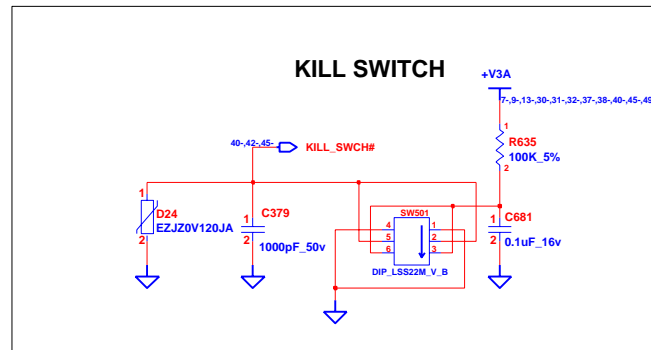 KILL SWITCH
+V3A
7-,9-,13-,30-,31-,32-,37-,38-,40-,45-,49
40-,42-,45-
KILL_SWCH#
1
R635
100K_5%
2
1
D24
EZJZ0V120JA
2
C379
1
2
1000pF_50v
SW501
4 1
5 2
6 3
DIP_LSS22M_V_B
C681
1
2
0.1uF_16v